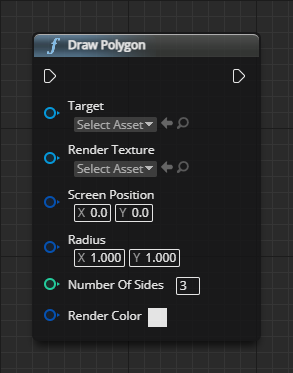 f Draw Polygon
Target
Select Asset
Render Texture
Select Asset
Screen Position
X 0.0 Y 0.0
Radius
X 1.000 Y 1.000
Number Of Sides 3
Render Color